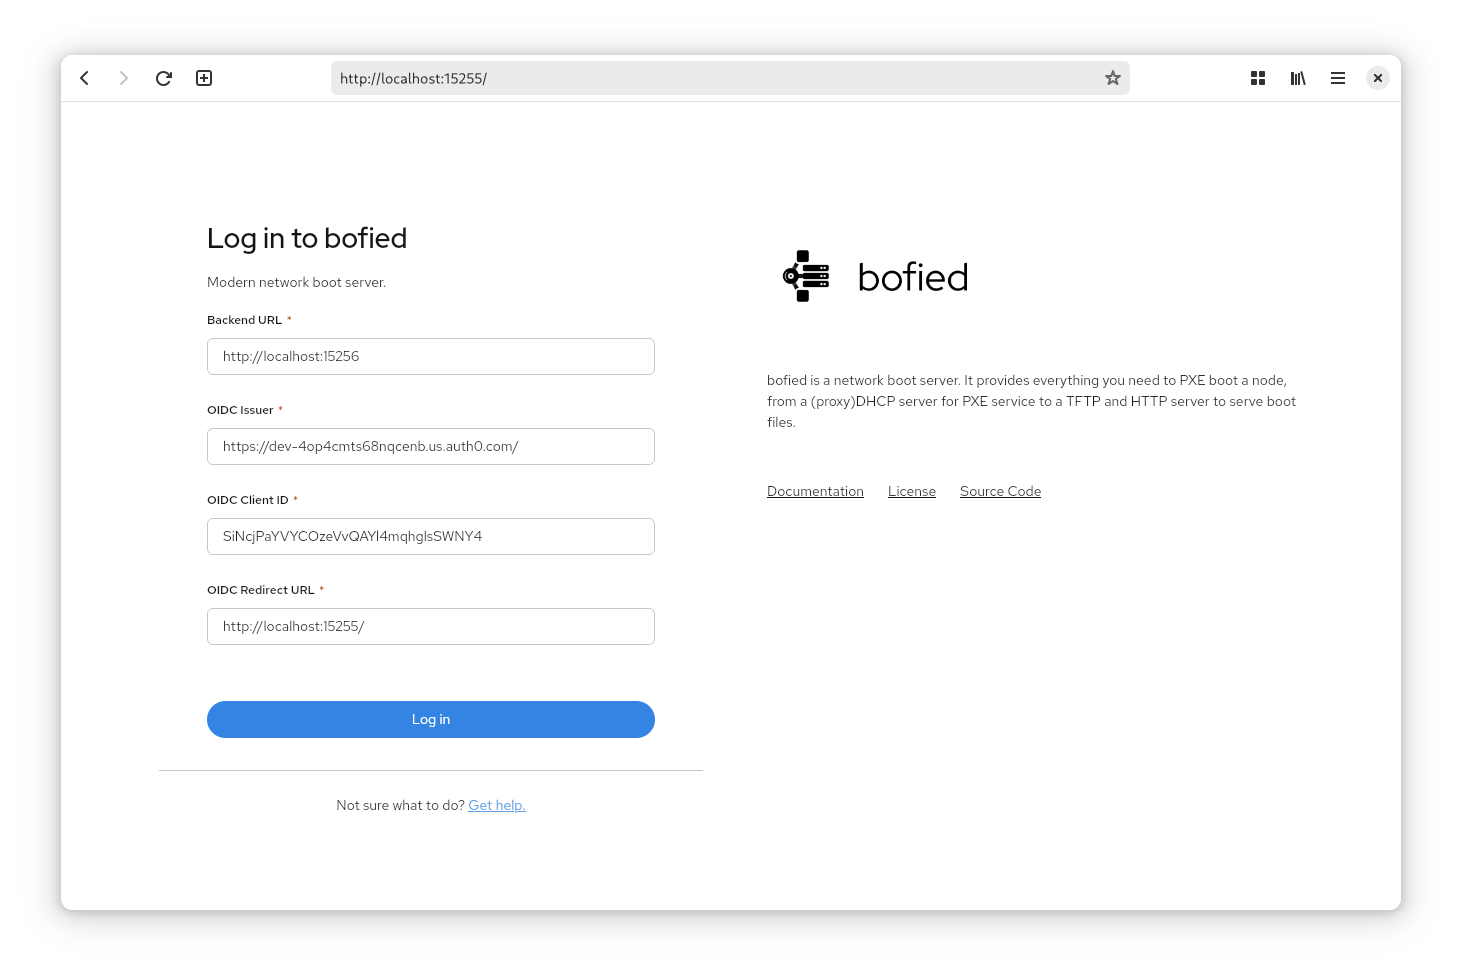 http://localhost:15255/
Log in to bofied
Modern network boot server.
Backend URL *
http://localhost:15256
OIDC Issuer *
https://dev-4op4cmts68nqcenb.us.auth0.com/
OIDC Client ID *
SiNcjPaYVYCOzeVvQAYI4mqhglsSWNY4
OIDC Redirect URL *
http://localhost:15255/
Log in
Not sure what to do? Get help.
bofied
bofied is a network boot server. It provides everything you need to PXE boot a node,
from a (proxy)DHCP server for PXE service to a TFTP and HTTP server to serve boot
files.
Documentation License Source Code